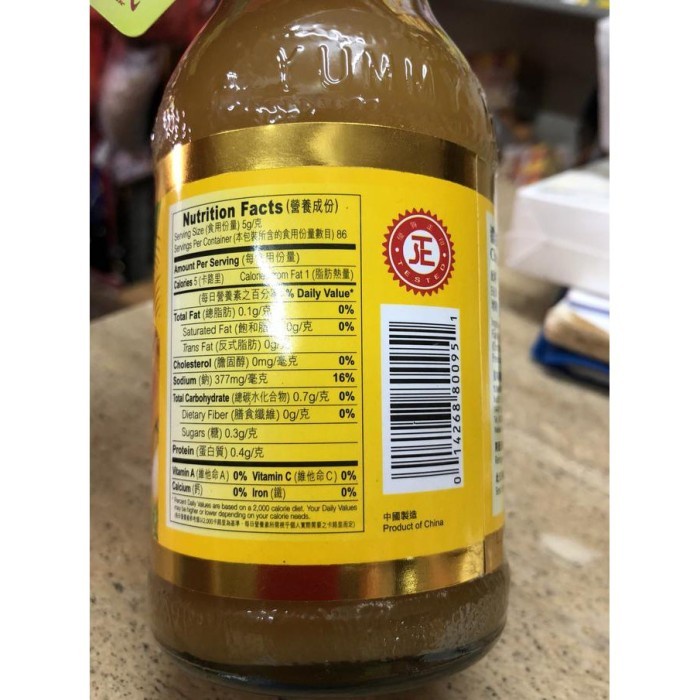 YUMM
Nutrition Facts (營養成份)
Serving Size (食用份量) 5g/克
Servings Per Container (本包裝所含的食用份量數目) 86
Amount Per Serving (每食用份量)
Calories 5 (卡路里) Calories from Fat 1 (脂肪熱量)
(每日營養素之百分 % Daily Value*
Total Fat (總脂肪) 0.1g/克 0%
Saturated Fat (飽和脂 0g/克 0%
Trans Fat (反式脂肪) 0g/
Cholesterol (膽固醇) 0mg/毫克 0%
Sodium (鈉) 377mg/毫克 16%
Total Carbohydrate (總碳水化合物) 0.7g/克 0%
Dietary Fiber (膳食纖維) 0g/克 0%
Sugars (糖) 0.3g/克
Protein (蛋白質) 0.4g/克
Vitamin A (維他命A) 0% Vitamin C (維他命C) 0%
Calcium (鈣) 0% Iron (鐵) 0%
*Percent Daily Values are based on a 2,000 calorie diet. Your Daily Values
may be higher or lower depending on your calorie needs.
正
TESTED
0 14268 80095 1
中國製造
Product of China